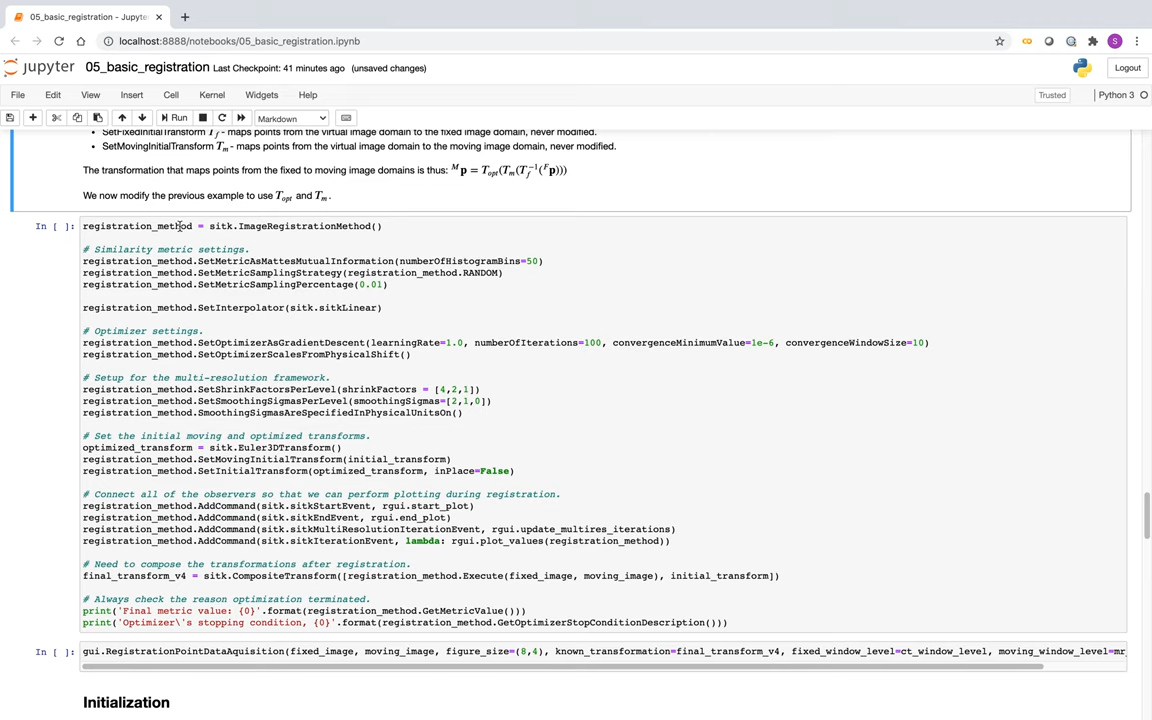 05_basic_registration - Jupyte
localhost:8888/notebooks/05_basic_registration.ipynb
S
jupyter 05_basic_registration Last Checkpoint: 41 minutes ago (unsaved changes)
Logout
File Edit View Insert Cell Kernel Widgets Help
Trusted Python 3
Run Markdown
• SetFixedInitialTransform T_f - maps points from the virtual image domain to the fixed image domain, never modified.
• SetMovingInitialTransform T_m - maps points from the virtual image domain to the moving image domain, never modified.
The transformation that maps points from the fixed to moving image domains is thus: ^M p = T_opt(T_m(T_f^-1(^F p)))
We now modify the previous example to use T_opt and T_m.
In [ ]: registration_method = sitk.ImageRegistrationMethod()
# Similarity metric settings.
registration_method.SetMetricAsMattesMutualInformation(numberOfHistogramBins=50)
registration_method.SetMetricSamplingStrategy(registration_method.RANDOM)
registration_method.SetMetricSamplingPercentage(0.01)
registration_method.SetInterpolator(sitk.sitkLinear)
# Optimizer settings.
registration_method.SetOptimizerAsGradientDescent(learningRate=1.0, numberOfIterations=100, convergenceMinimumValue=1e-6, convergenceWindowSize=10)
registration_method.SetOptimizerScalesFromPhysicalShift()
# Setup for the multi-resolution framework.
registration_method.SetShrinkFactorsPerLevel(shrinkFactors = [4,2,1])
registration_method.SetSmoothingSigmasPerLevel(smoothingSigmas=[2,1,0])
registration_method.SmoothingSigmasAreSpecifiedInPhysicalUnitsOn()
# Set the initial moving and optimized transforms.
optimized_transform = sitk.Euler3DTransform()
registration_method.SetMovingInitialTransform(initial_transform)
registration_method.SetInitialTransform(optimized_transform, inPlace=False)
# Connect all of the observers so that we can perform plotting during registration.
registration_method.AddCommand(sitk.sitkStartEvent, rgui.start_plot)
registration_method.AddCommand(sitk.sitkEndEvent, rgui.end_plot)
registration_method.AddCommand(sitk.sitkMultiResolutionIterationEvent, rgui.update_multires_iterations)
registration_method.AddCommand(sitk.sitkIterationEvent, lambda: rgui.plot_values(registration_method))
# Need to compose the transformations after registration.
final_transform_v4 = sitk.CompositeTransform([registration_method.Execute(fixed_image, moving_image), initial_transform])
# Always check the reason optimization terminated.
print('Final metric value: {0}'.format(registration_method.GetMetricValue()))
print('Optimizer\'s stopping condition, {0}'.format(registration_method.GetOptimizerStopConditionDescription()))
In [ ]: gui.RegistrationPointDataAquisition(fixed_image, moving_image, figure_size=(8,4), known_transformation=final_transform_v4, fixed_window_level=ct_window_level, moving_window_level=mr_
Initialization